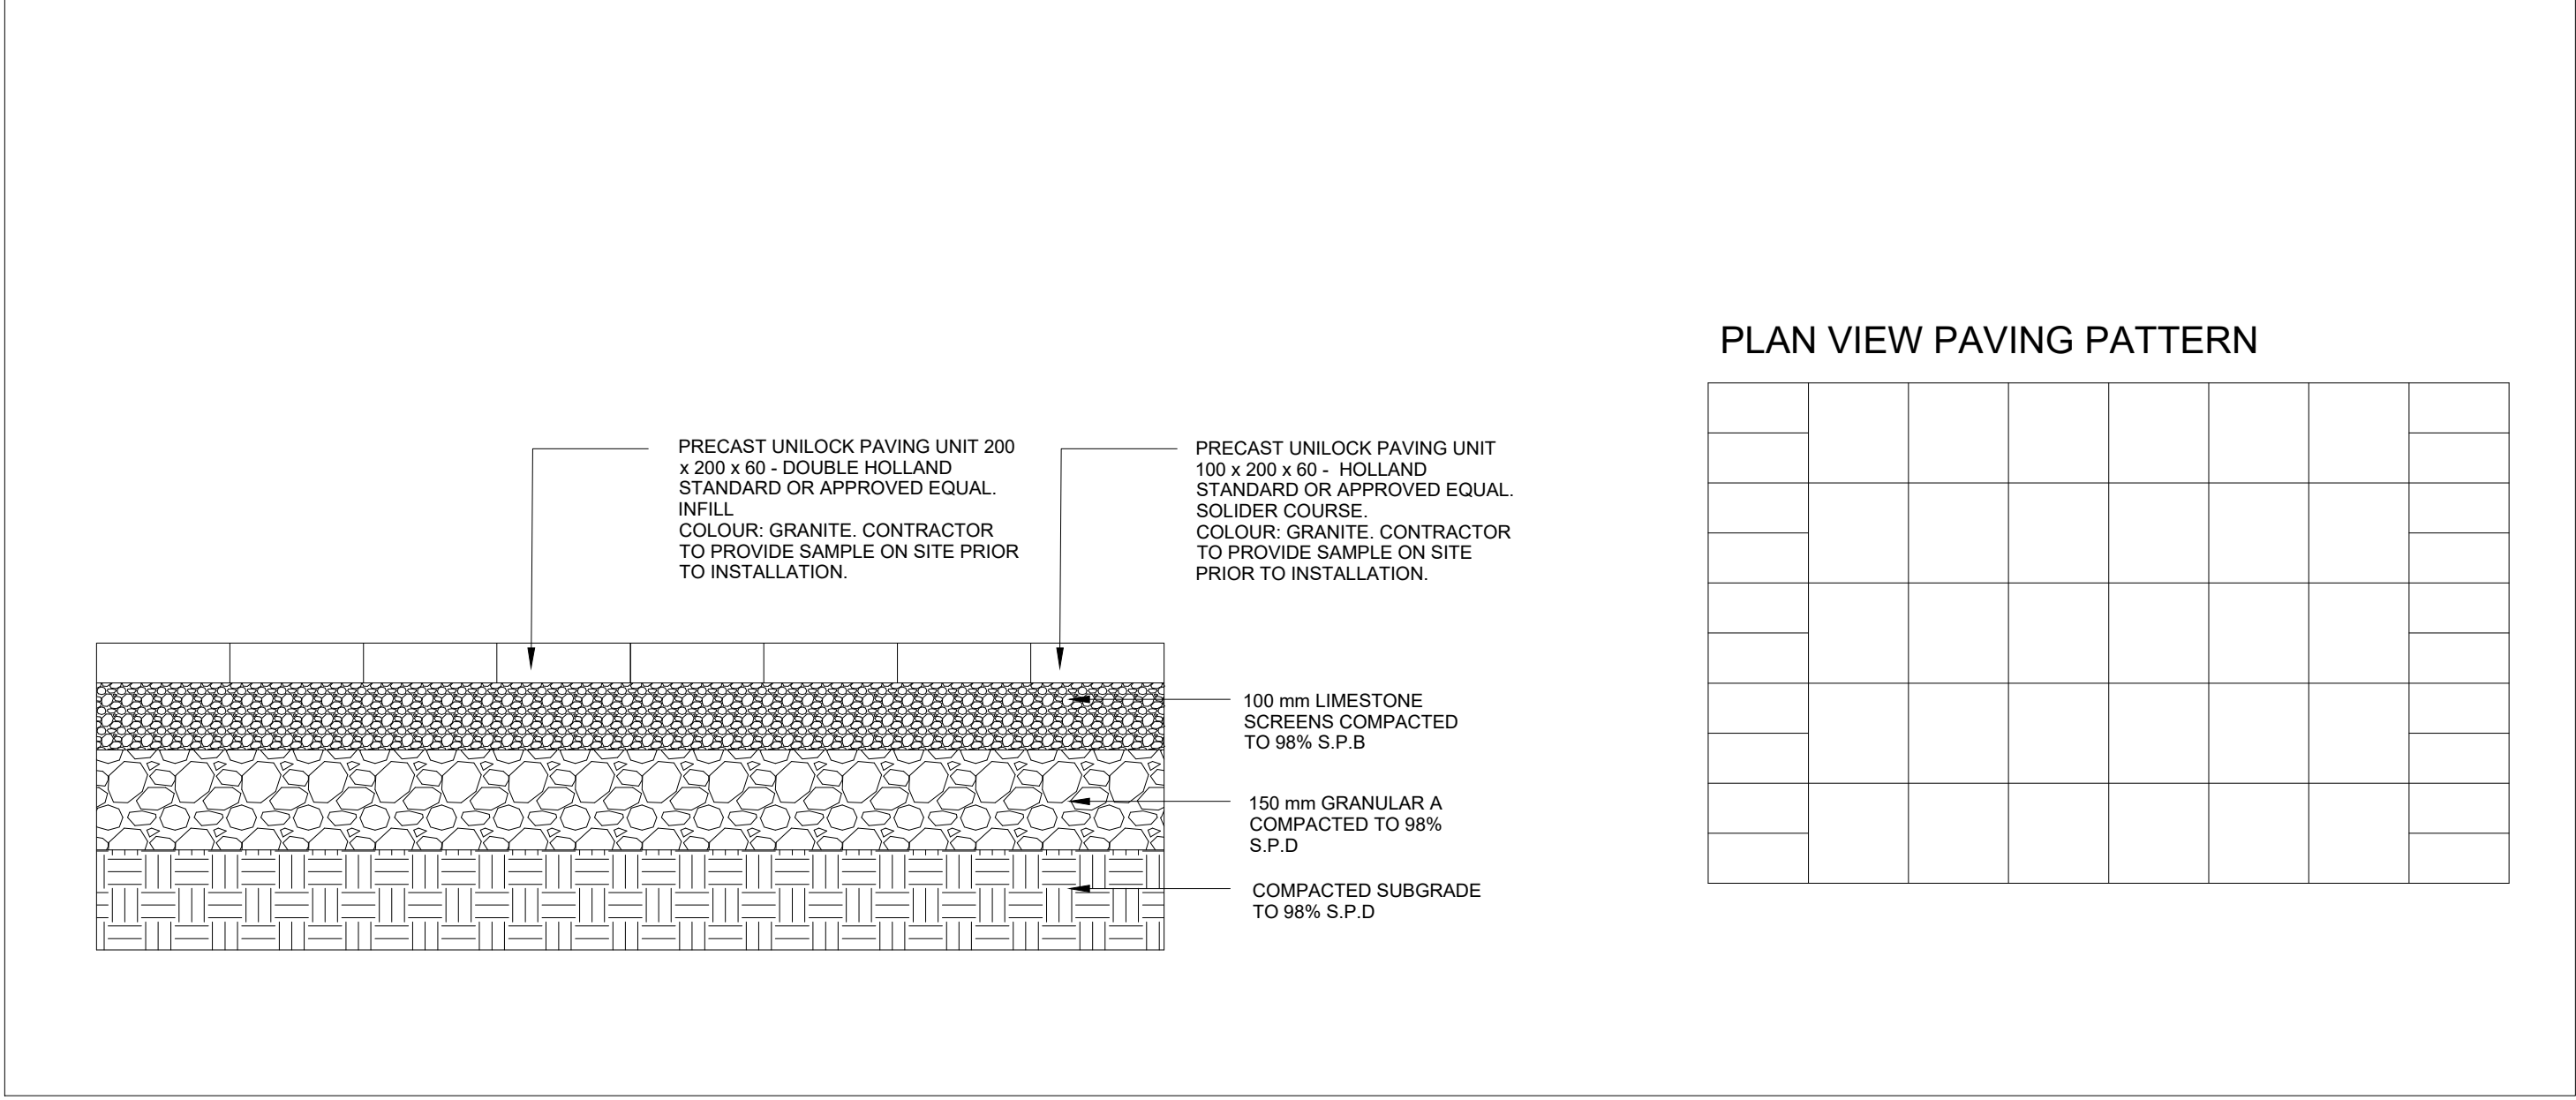 PLAN VIEW PAVING PATTERN
PRECAST UNILOCK PAVING UNIT 200
x 200 x 60 - DOUBLE HOLLAND
STANDARD OR APPROVED EQUAL.
INFILL
COLOUR: GRANITE. CONTRACTOR
TO PROVIDE SAMPLE ON SITE PRIOR
TO INSTALLATION.
PRECAST UNILOCK PAVING UNIT
100 x 200 x 60 - HOLLAND
STANDARD OR APPROVED EQUAL.
SOLIDER COURSE.
COLOUR: GRANITE. CONTRACTOR
TO PROVIDE SAMPLE ON SITE
PRIOR TO INSTALLATION.
100 mm LIMESTONE
SCREENS COMPACTED
TO 98% S.P.B
150 mm GRANULAR A
COMPACTED TO 98%
S.P.D
COMPACTED SUBGRADE
TO 98% S.P.D